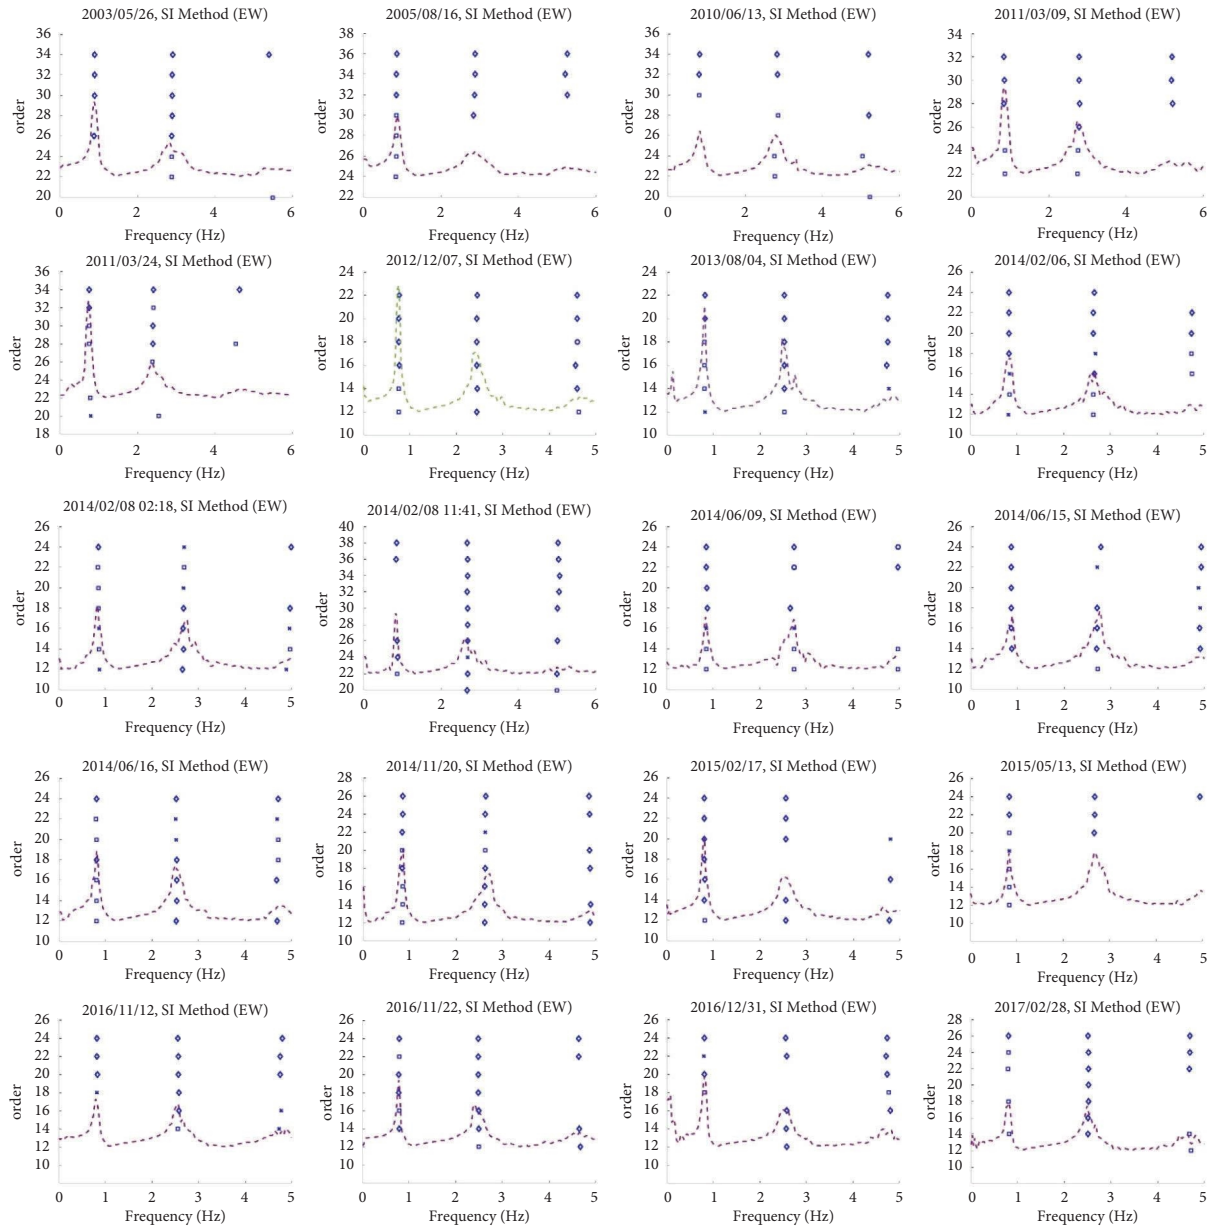 2003/05/26, SI Method (EW)
2005/08/16, SI Method (EW)
2010/06/13, SI Method (EW)
2011/03/09, SI Method (EW)
order
36
34
32
30
28
26
24
22
20
0 2 4 6
Frequency (Hz)
order
38
36
34
32
30
28
26
24
22
0 2 4 6
Frequency (Hz)
order
36
34
32
30
28
26
24
22
20
0 2 4 6
Frequency (Hz)
order
34
32
30
28
26
24
22
20
0 2 4 6
Frequency (Hz)
2011/03/24, SI Method (EW)
2012/12/07, SI Method (EW)
2013/08/04, SI Method (EW)
2014/02/06, SI Method (EW)
order
36
34
32
30
28
26
24
22
20
18
0 2 4 6
Frequency (Hz)
order
24
22
20
18
16
14
12
10
0 1 2 3 4 5
Frequency (Hz)
order
24
22
20
18
16
14
12
10
0 1 2 3 4 5
Frequency (Hz)
order
26
24
22
20
18
16
14
12
10
0 1 2 3 4 5
Frequency (Hz)
2014/02/08 02:18, SI Method (EW)
2014/02/08 11:41, SI Method (EW)
2014/06/09, SI Method (EW)
2014/06/15, SI Method (EW)
order
26
24
22
20
18
16
14
12
10
0 1 2 3 4 5
Frequency (Hz)
order
40
38
36
34
32
30
28
26
24
22
20
0 1 2 3 4 5 6
Frequency (Hz)
order
26
24
22
20
18
16
14
12
10
0 1 2 3 4 5
Frequency (Hz)
order
26
24
22
20
18
16
14
12
10
0 1 2 3 4 5
Frequency (Hz)
2014/06/16, SI Method (EW)
2014/11/20, SI Method (EW)
2015/02/17, SI Method (EW)
2015/05/13, SI Method (EW)
order
26
24
22
20
18
16
14
12
10
0 1 2 3 4 5
Frequency (Hz)
order
28
26
24
22
20
18
16
14
12
10
0 1 2 3 4 5
Frequency (Hz)
order
26
24
22
20
18
16
14
12
10
0 1 2 3 4 5
Frequency (Hz)
order
26
24
22
20
18
16
14
12
10
0 1 2 3 4 5
Frequency (Hz)
2016/11/12, SI Method (EW)
2016/11/22, SI Method (EW)
2016/12/31, SI Method (EW)
2017/02/28, SI Method (EW)
order
26
24
22
20
18
16
14
12
10
0 1 2 3 4 5
Frequency (Hz)
order
26
24
22
20
18
16
14
12
10
0 1 2 3 4 5
Frequency (Hz)
order
26
24
22
20
18
16
14
12
10
0 1 2 3 4 5
Frequency (Hz)
order
28
26
24
22
20
18
16
14
12
10
0 1 2 3 4 5
Frequency (Hz)